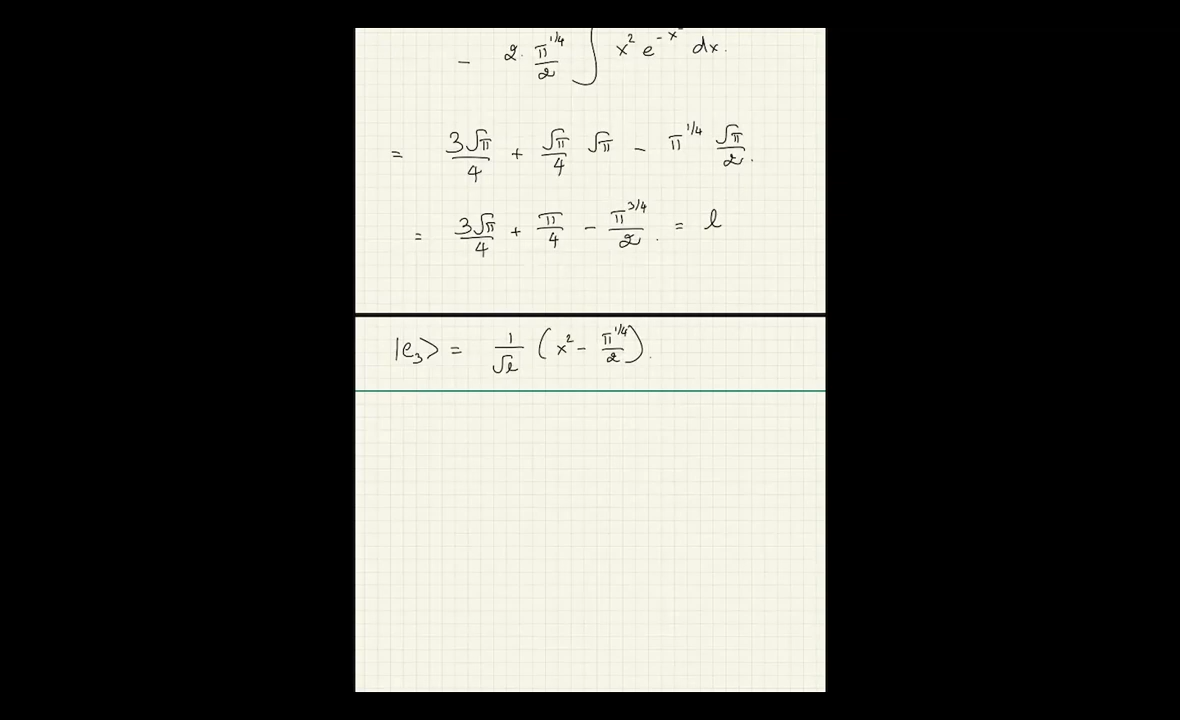 - 2. π^{1/4}/2 ∫ x² e^{-x} dx.
= 3√π/4 + √π/4 √π - π^{1/4} √π/2.
= 3√π/4 + π/4 - π^{3/4}/2. = l
|e₃> = 1/√l (x² - π^{1/4}/2).